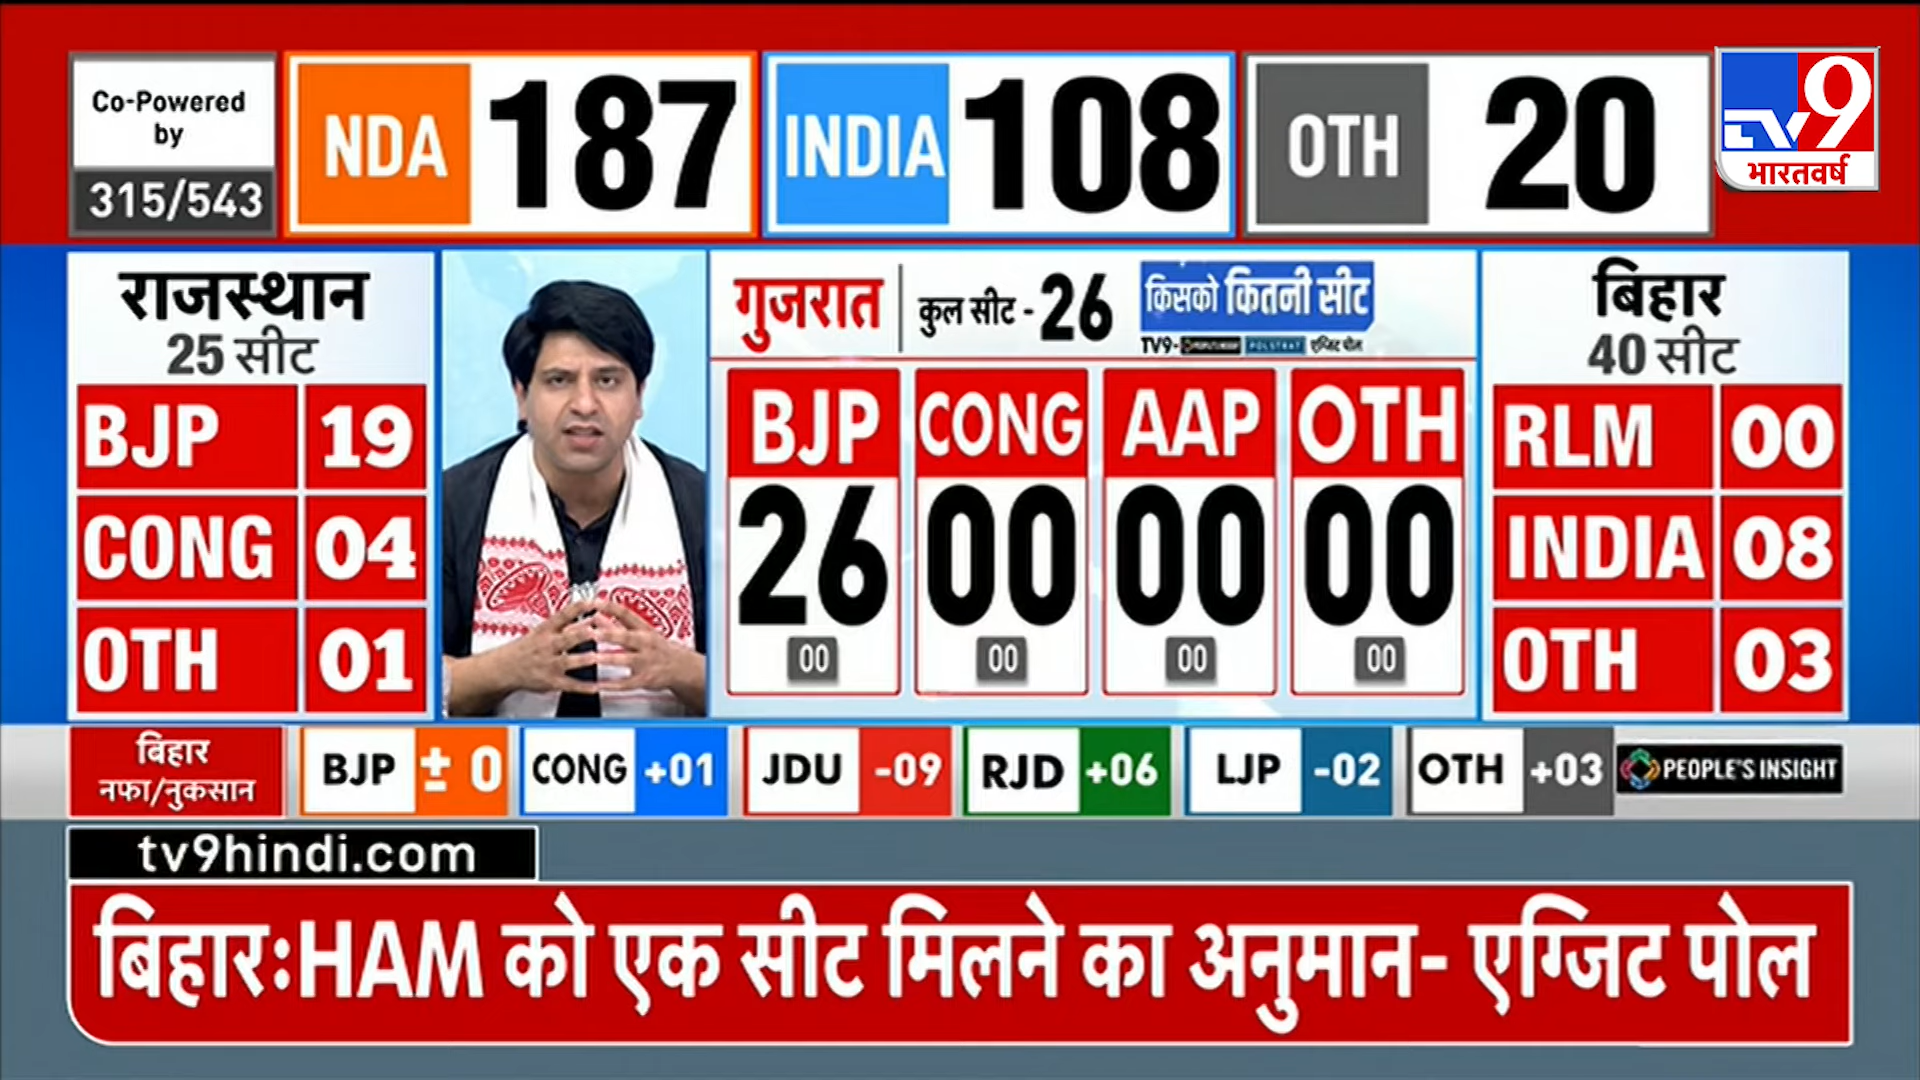 Co-Powered
by
315/543
NDA 187
INDIA 108
OTH 20
TV9
भारतवर्ष
राजस्थान
25 सीट
BJP 19
CONG 04
OTH 01
गुजरात कुल सीट - 26 किसको कितनी सीट
TV9- POLSTRAT एग्जिट पोल
BJP CONG AAP OTH
26 00 00 00
00 00 00 00
बिहार
40 सीट
RLM 00
INDIA 08
OTH 03
बिहार
नफा/नुकसान
BJP ± 0 CONG +01 JDU -09 RJD +06 LJP -02 OTH +03 PEOPLE'S INSIGHT
tv9hindi.com
बिहार:HAM को एक सीट मिलने का अनुमान- एग्जिट पोल